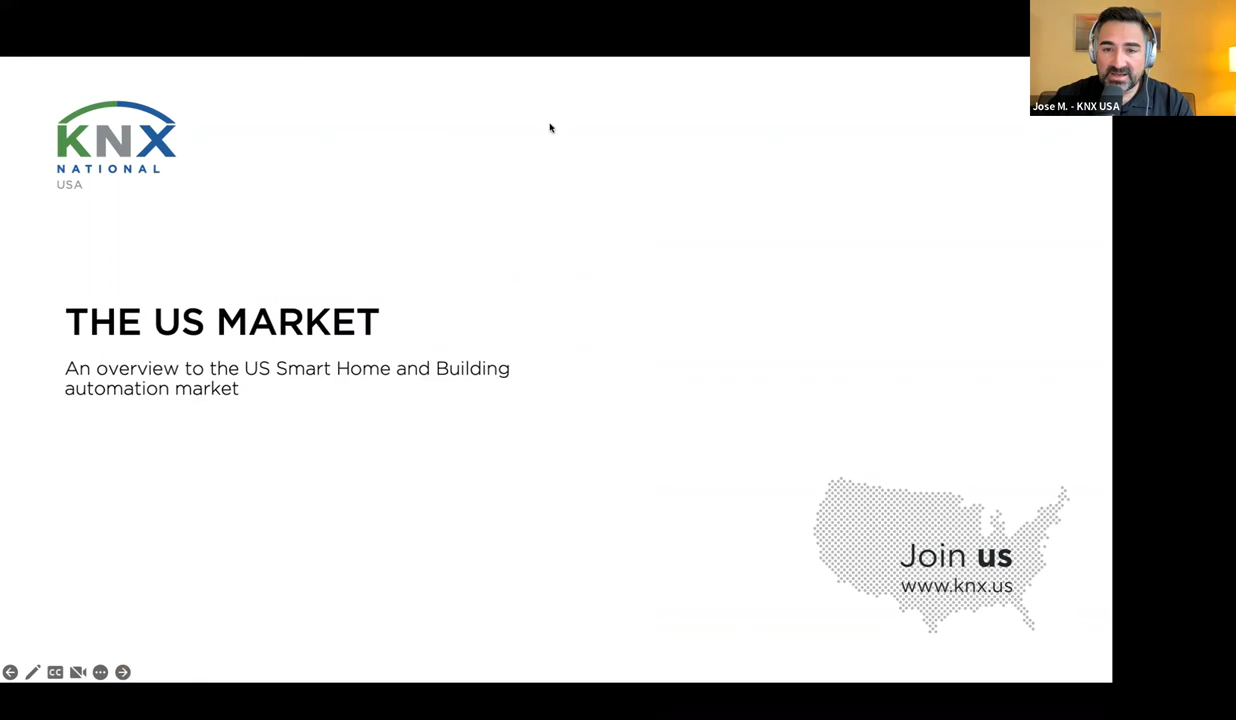 Jose M. - KNX USA
KNX
NATIONAL
USA
THE US MARKET
An overview to the US Smart Home and Building
automation market
Join us
www.knx.us
CC